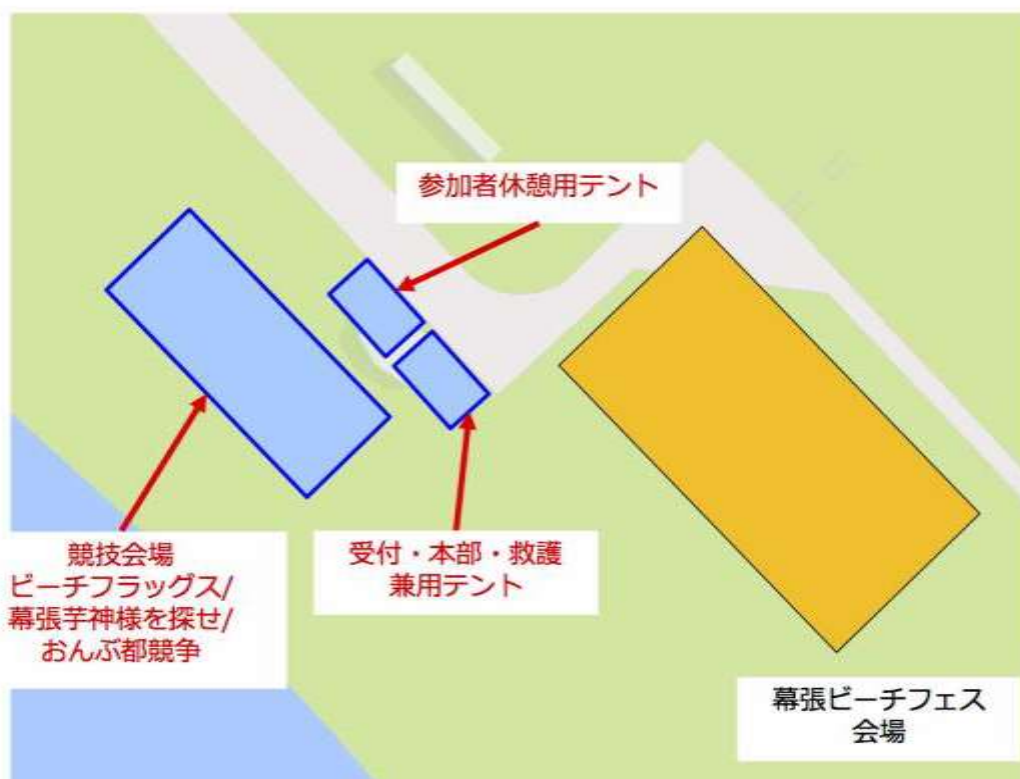 参加者休憩用テント
競技会場
ビーチフラッグス/
幕張芋神様を探せ/
おんぶ都競争
受付・本部・救護
兼用テント
幕張ビーチフェス
会場